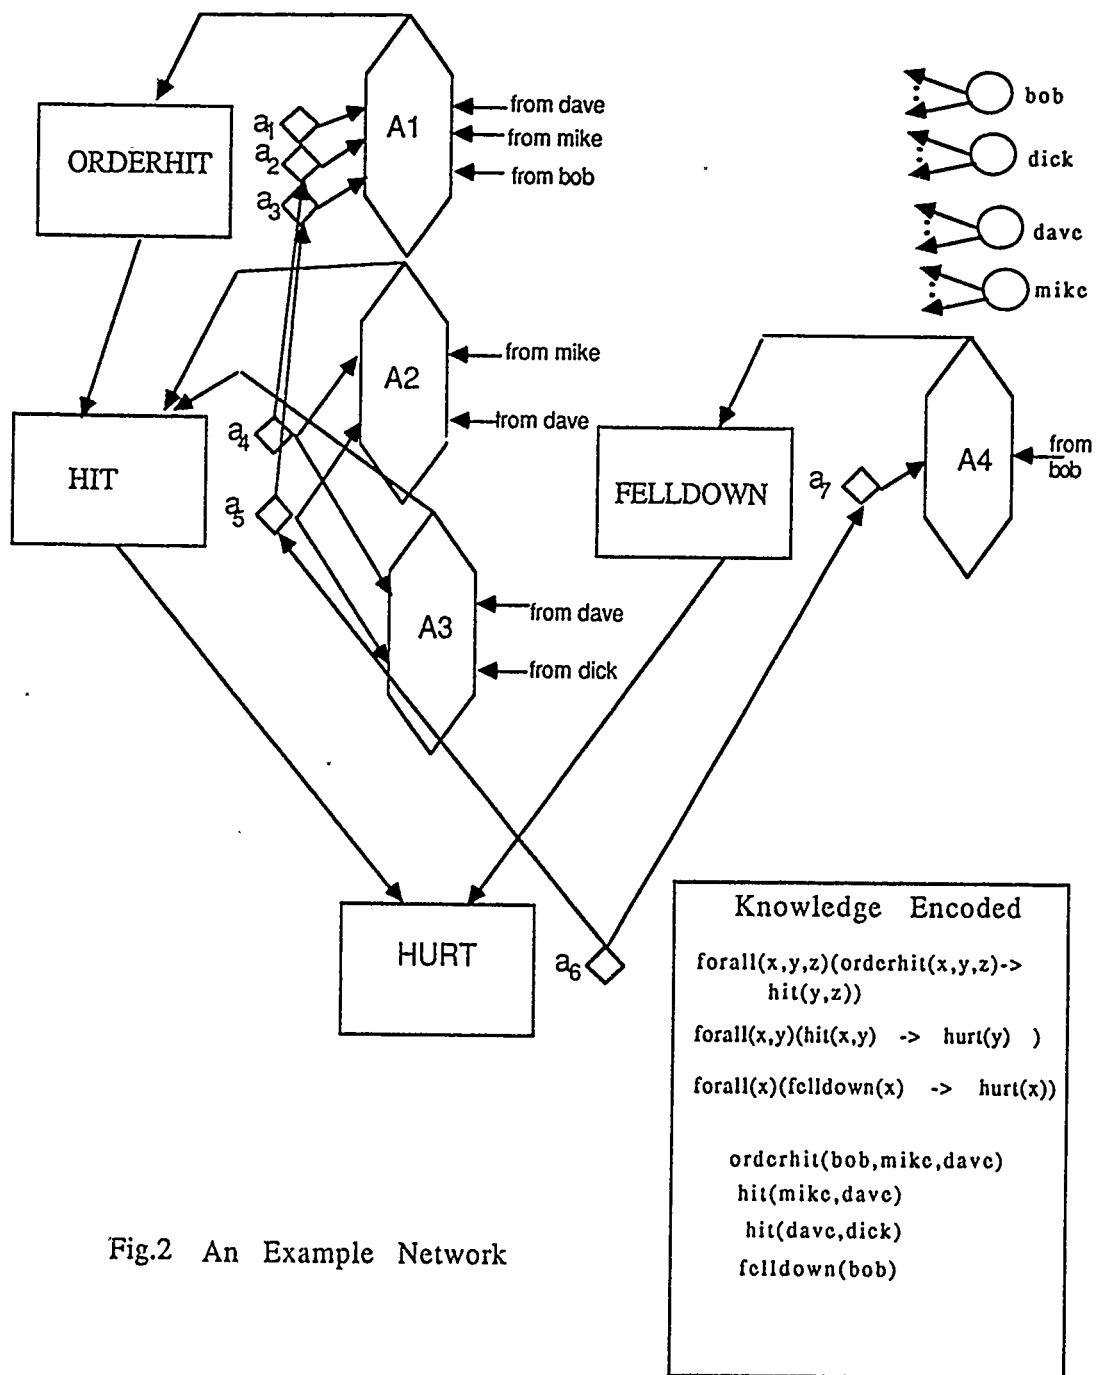 ORDERHIT
a1
a2
a3
A1
from dave
from mike
from bob
bob
dick
dave
mike
HIT
a4
a5
A2
from mike
from dave
A3
from dave
from dick
FELLDOWN
a7
A4
from
bob
HURT
a6
Knowledge Encoded
forall(x,y,z)(orderhit(x,y,z)->
hit(y,z))
forall(x,y)(hit(x,y) -> hurt(y) )
forall(x)(felldown(x) -> hurt(x))
orderhit(bob,mike,dave)
hit(mike,dave)
hit(dave,dick)
felldown(bob)
Fig.2 An Example Network